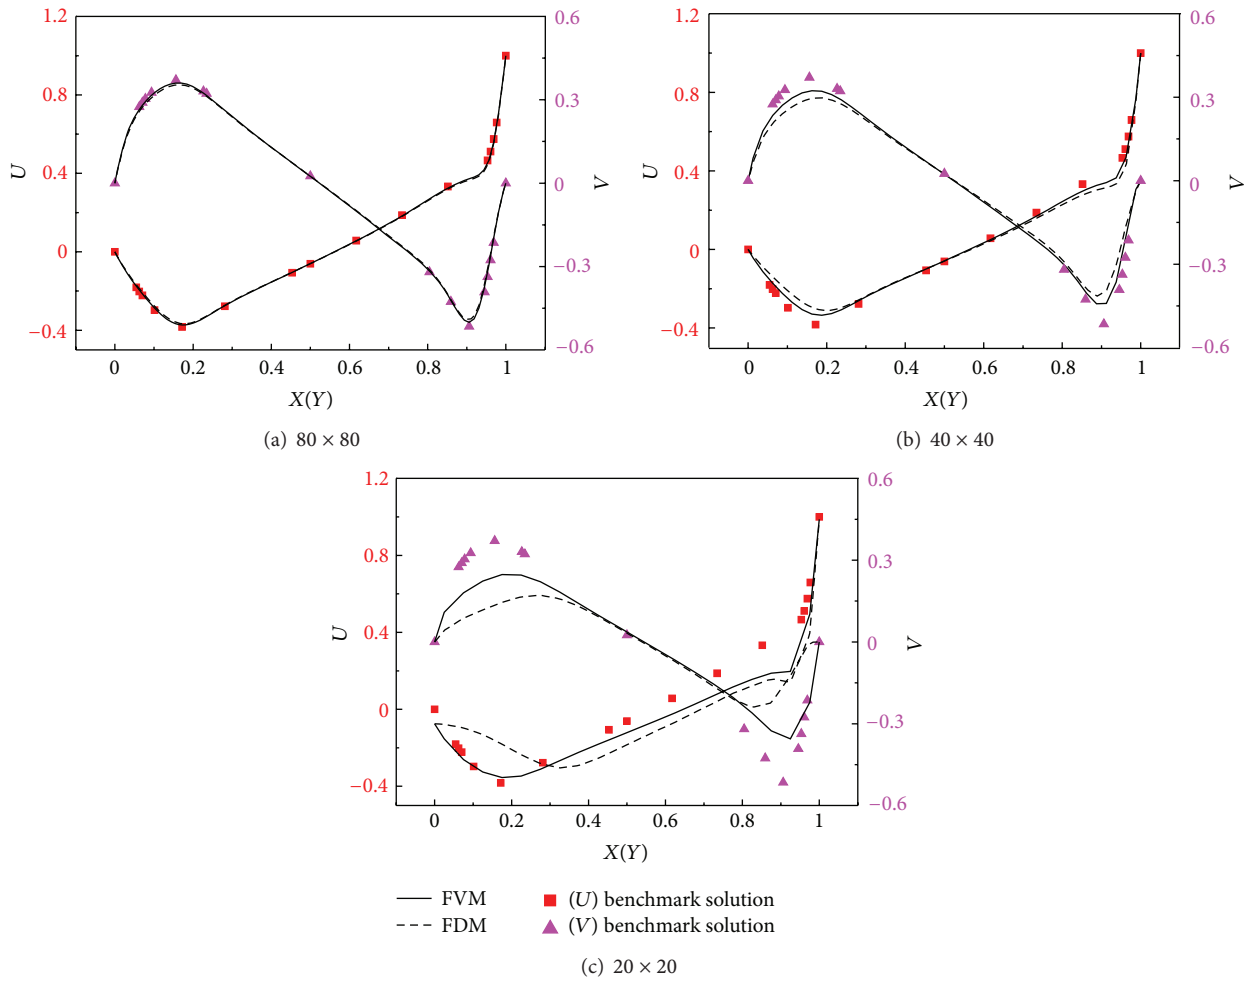 1.2
0.8
0.4
0
−0.4
U
0.6
0.3
0
−0.3
−0.6
V
0 0.2 0.4 0.6 0.8 1
X(Y)
(a) 80 × 80
1.2
0.8
0.4
0
−0.4
U
0.6
0.3
0
−0.3
−0.6
V
0 0.2 0.4 0.6 0.8 1
X(Y)
(b) 40 × 40
1.2
0.8
0.4
0
−0.4
U
0.6
0.3
0
−0.3
−0.6
V
0 0.2 0.4 0.6 0.8 1
X(Y)
FVM
FDM
(U) benchmark solution
(V) benchmark solution
(c) 20 × 20